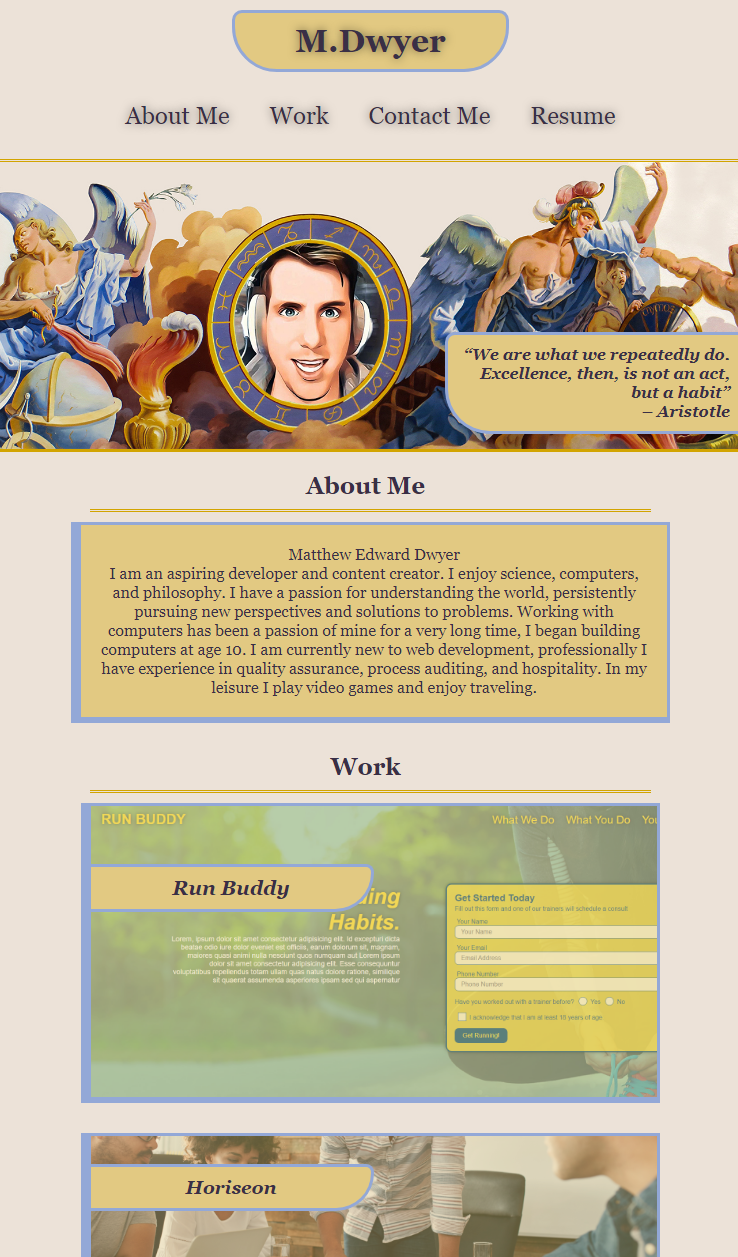 M.Dwyer
About Me Work Contact Me Resume
“We are what we repeatedly do.
Excellence, then, is not an act,
but a habit”
– Aristotle
About Me
Matthew Edward Dwyer
I am an aspiring developer and content creator. I enjoy science, computers,
and philosophy. I have a passion for understanding the world, persistently
pursuing new perspectives and solutions to problems. Working with
computers has been a passion of mine for a very long time, I began building
computers at age 10. I am currently new to web development, professionally I
have experience in quality assurance, process auditing, and hospitality. In my
leisure I play video games and enjoy traveling.
Work
RUN BUDDY What We Do What You Do
Run Buddy
Habits.
Lorem, ipsum dolor sit amet consectetur adipisicing elit. Id excepturi dicta
beatae odio iure dolor eveniet est officiis, earum dolorum sit, magnam,
maiores quasi animi nulla nesciunt quos numquam aut Lorem ipsum
dolor sit amet consectetur adipisicing elit. Esse consequuntur
voluptatibus repellendus totam ullam quas natus dolore ratione, similique
sit quaerat assumenda asperiores ipsam sed qui aspernatur
Get Started Today
Fill out this form and one of our trainers will schedule a consult
Your Name
Your Name
Your Email
Email Address
Phone Number
Phone Number
Have you worked out with a trainer before? Yes No
I acknowledge that I am at least 18 years of age
Get Running!
Horiseon